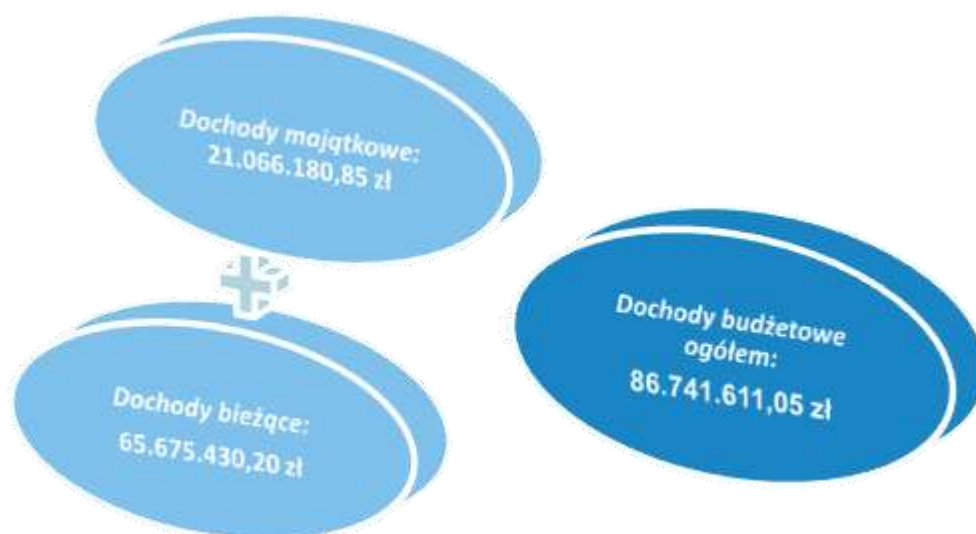 Dochody majątkowe:
21.066.180,85 zł
Dochody bieżące:
65.675.430,20 zł
Dochody budżetowe
ogółem:
86.741.611,05 zł